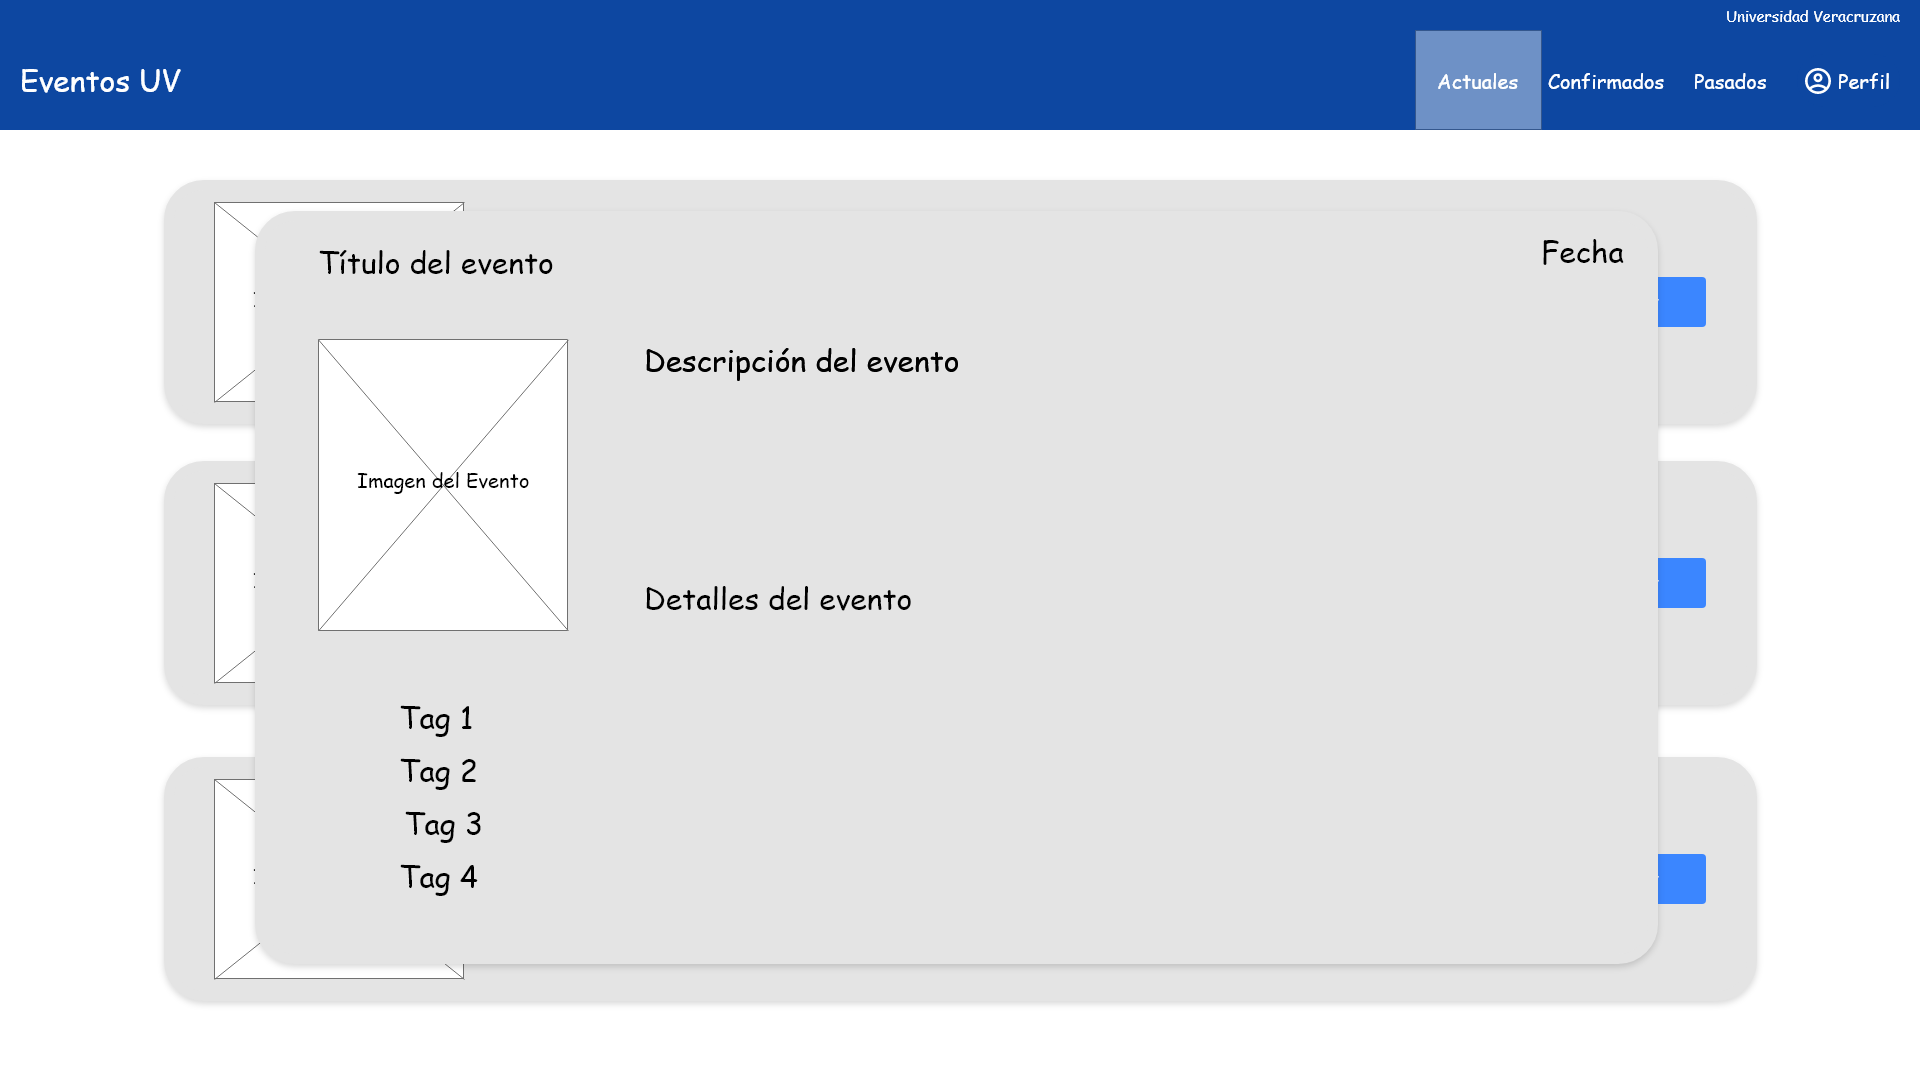 Universidad Veracruzana
Eventos UV
Actuales
Confirmados
Pasados
Perfil
Título del evento
Fecha
Descripción del evento
Imagen del Evento
Detalles del evento
Tag 1
Tag 2
Tag 3
Tag 4